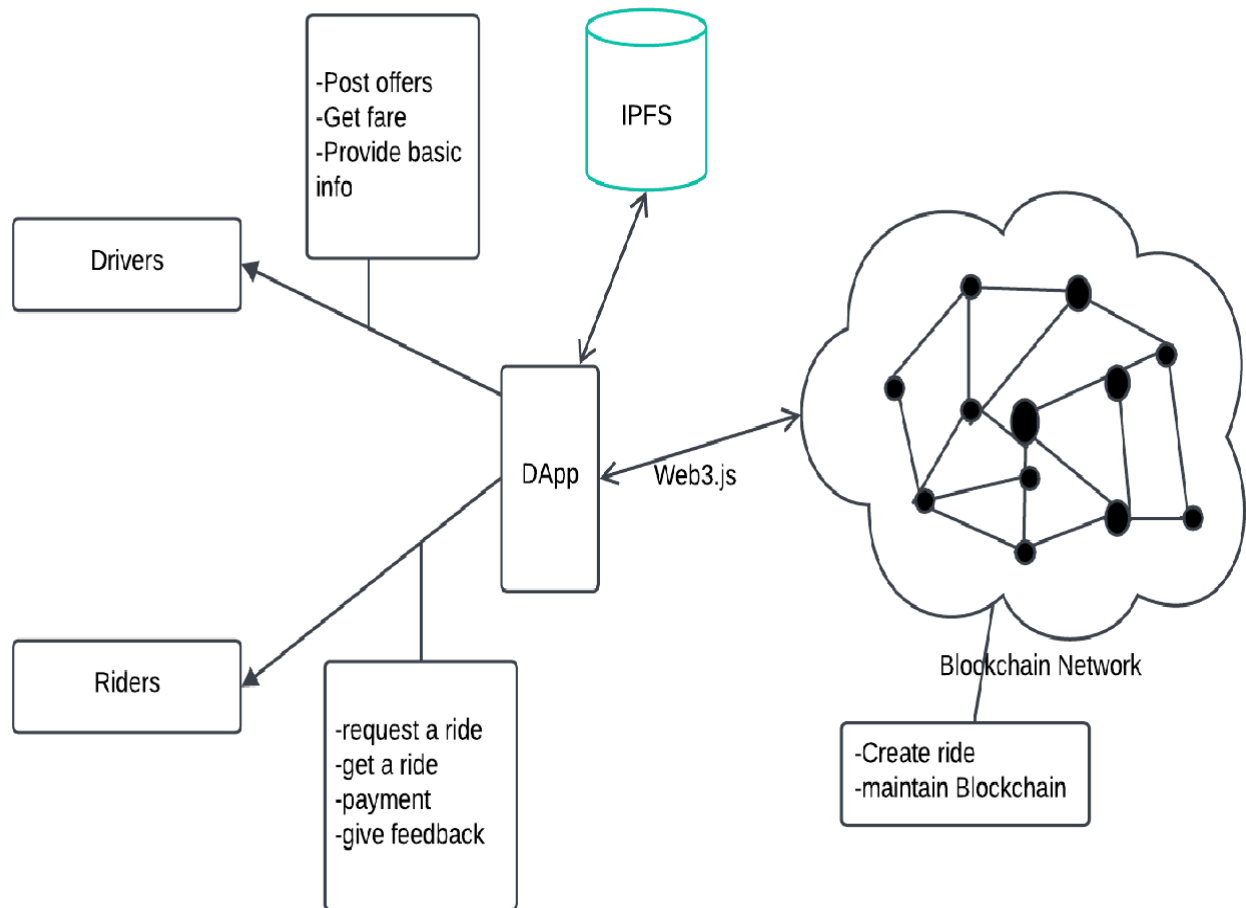 -Post offers
-Get fare
-Provide basic
info
IPFS
Drivers
DApp
Web3.js
Riders
-request a ride
-get a ride
-payment
-give feedback
Blockchain Network
-Create ride
-maintain Blockchain